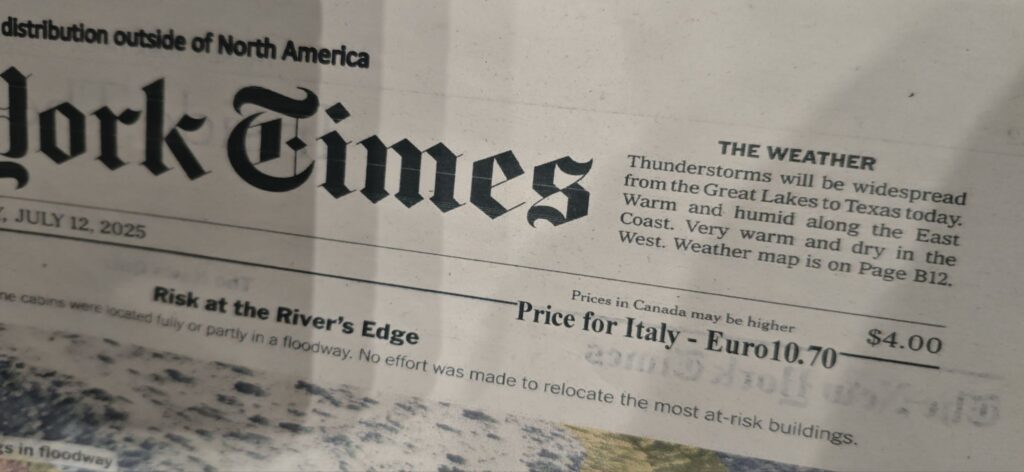 distribution outside of North America
York Times
THE WEATHER
Thunderstorms will be widespread
from the Great Lakes to Texas today.
Warm and humid along the East
Coast. Very warm and dry in the
West. Weather map is on Page B12.
JULY 12, 2025
Prices in Canada may be higher
$4.00
Price for Italy - Euro10.70
Risk at the River's Edge
cabins were located fully or partly in a floodway. No effort was made to relocate the most at-risk buildings.
in floodway